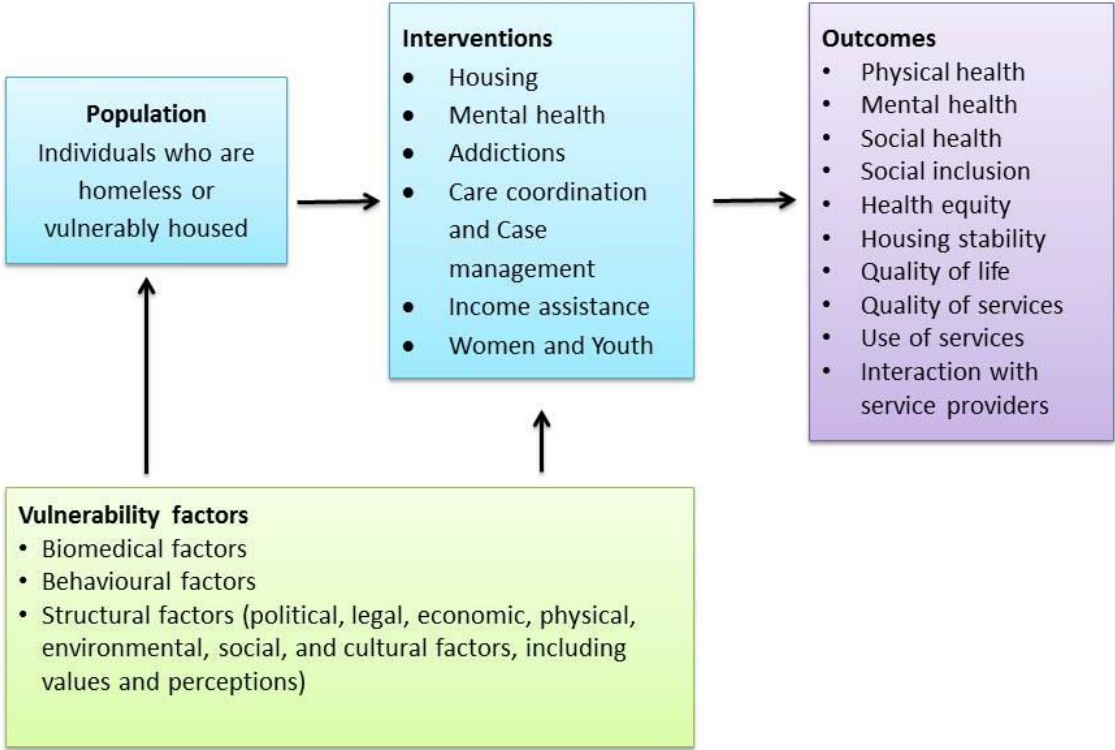 Population
Individuals who are
homeless or
vulnerably housed
Interventions
• Housing
• Mental health
• Addictions
• Care coordination
and Case
management
• Income assistance
• Women and Youth
Outcomes
• Physical health
• Mental health
• Social health
• Social inclusion
• Health equity
• Housing stability
• Quality of life
• Quality of services
• Use of services
• Interaction with
service providers
Vulnerability factors
• Biomedical factors
• Behavioural factors
• Structural factors (political, legal, economic, physical,
environmental, social, and cultural factors, including
values and perceptions)